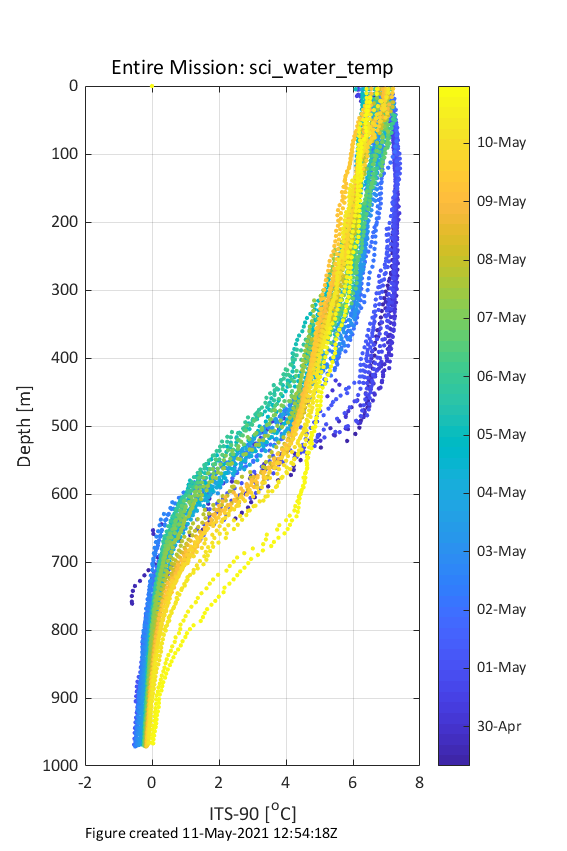 Entire Mission: sci_water_temp
0
100
200
300
400
500
600
700
800
900
1000
Depth [m]
-2
0
2
4
6
8
ITS-90 [°C]
10-May
09-May
08-May
07-May
06-May
05-May
04-May
03-May
02-May
01-May
30-Apr
Figure created 11-May-2021 12:54:18Z